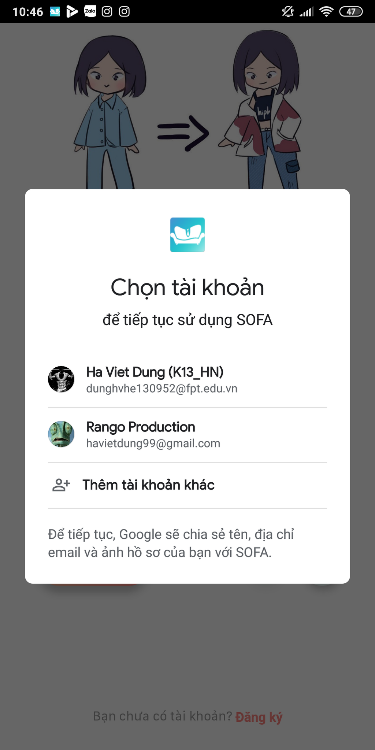 10:46
Zalo
47
Chọn tài khoản
để tiếp tục sử dụng SOFA
Ha Viet Dung (K13_HN)
dunghvhe130952@fpt.edu.vn
Rango Production
havietdung99@gmail.com
Thêm tài khoản khác
Để tiếp tục, Google sẽ chia sẻ tên, địa chỉ
email và ảnh hồ sơ của bạn với SOFA.
Bạn chưa có tài khoản? Đăng ký